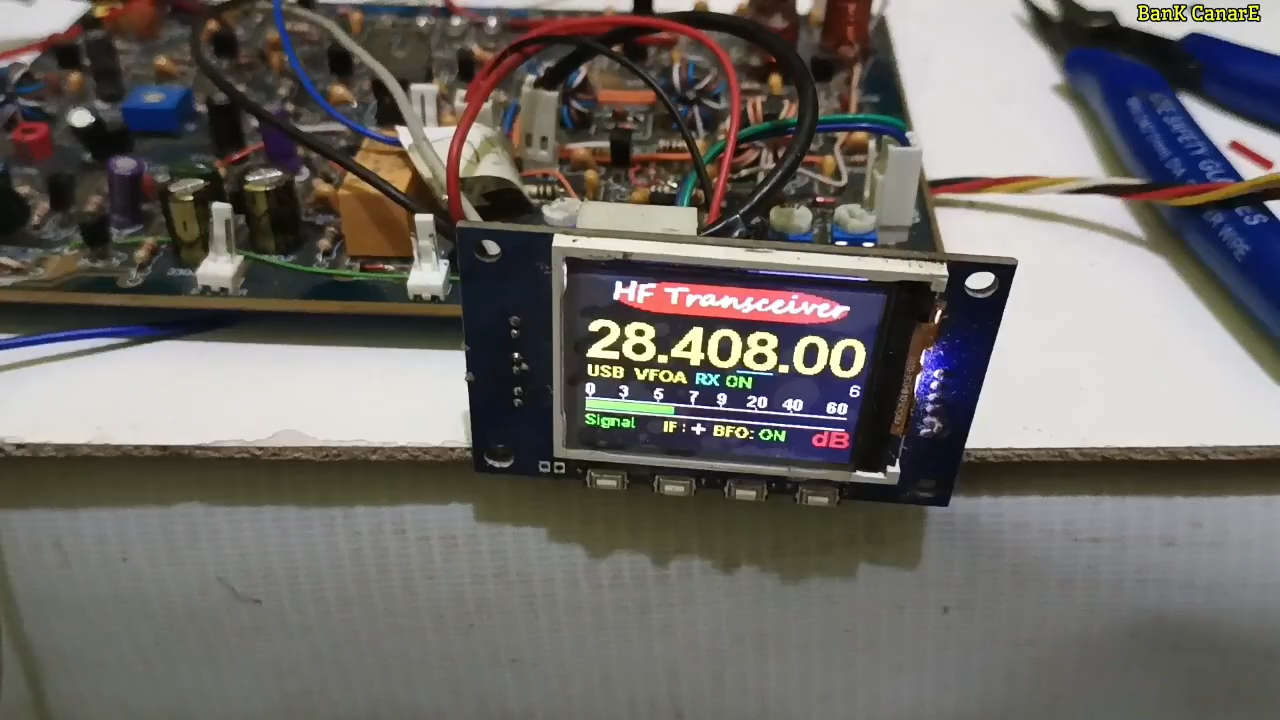 BanK CanarE
HF Transceiver
28.408.00
USB VFOA RX ON
6
0 3 5 7 9 20 40 60
Signal IF:+ BFO: ON dB